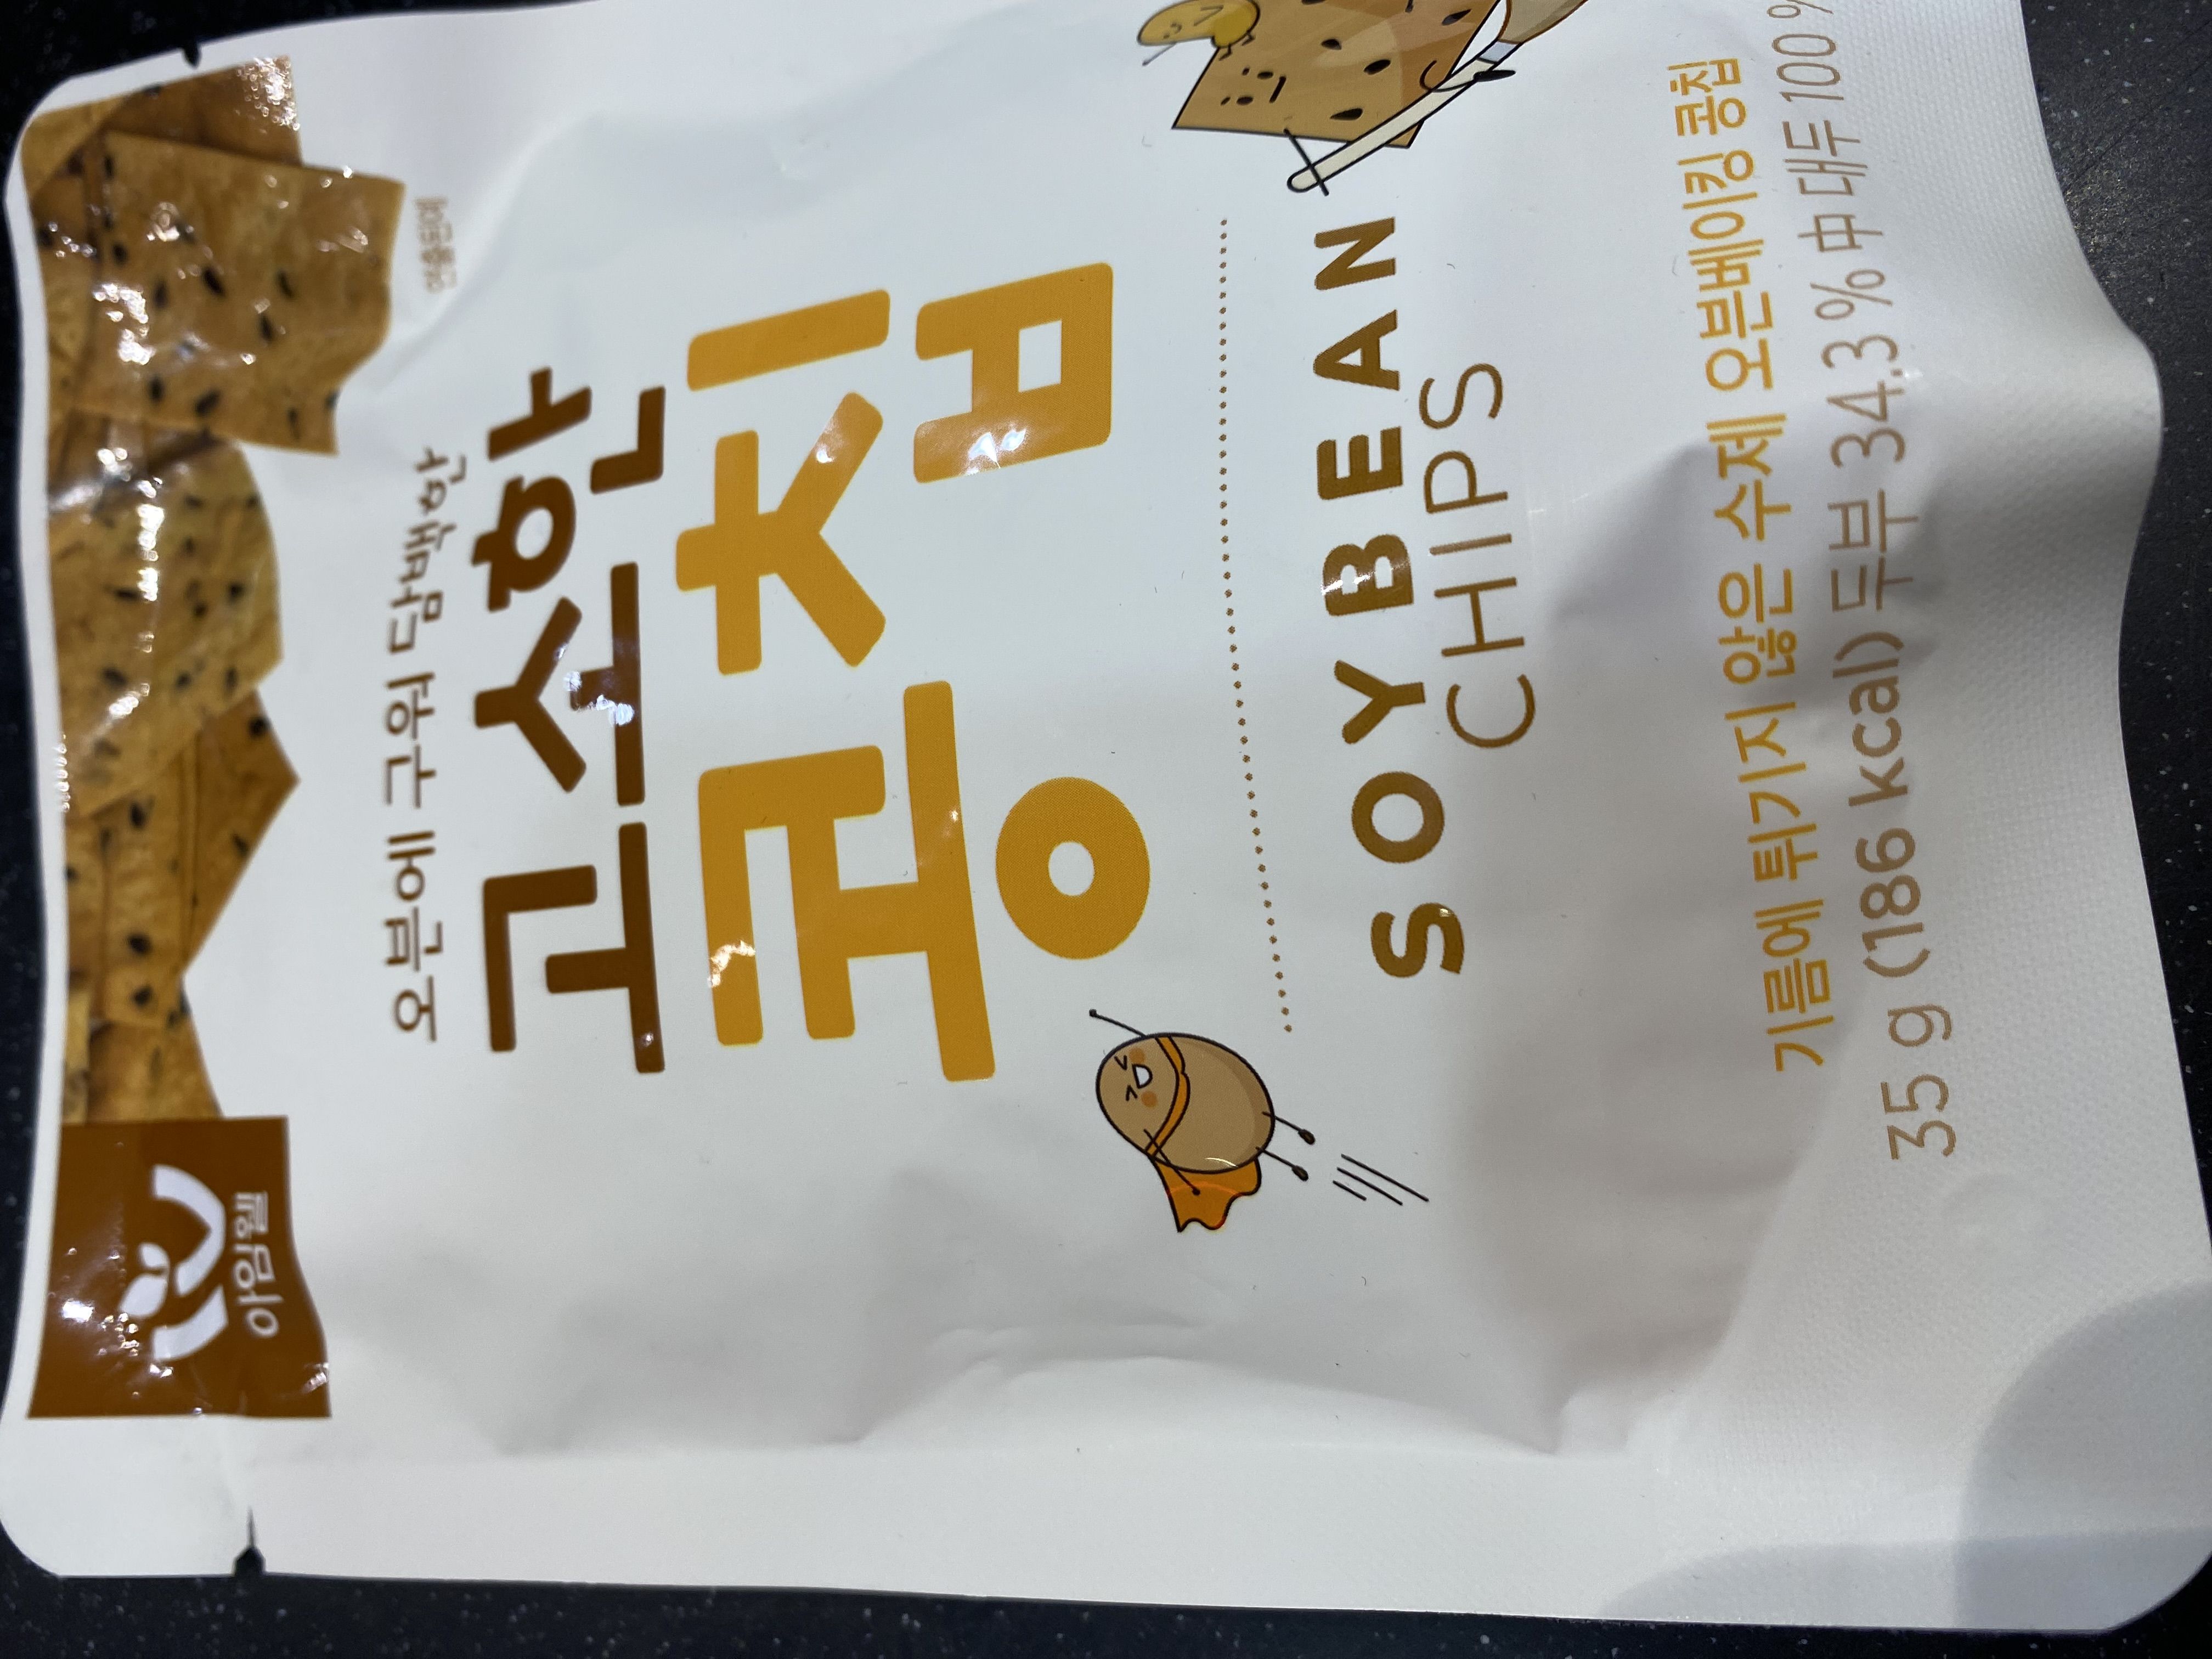 아임웰
오븐에 구워 담백한
고소한
콩칩
SOYBEAN
CHIPS
기름에 튀기지 않은 수제 오븐베이킹 콩칩
35 g (186 kcal) 두부 34.3 % 中 대두 100 %